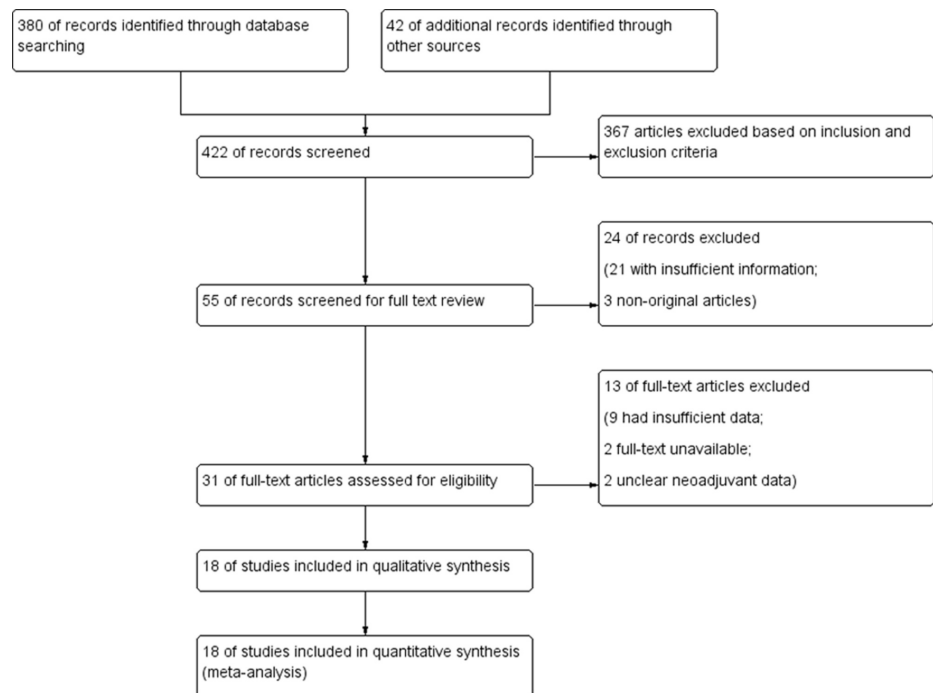 380 of records identified through database
searching
42 of additional records identified through
other sources
422 of records screened
367 articles excluded based on inclusion and
exclusion criteria
55 of records screened for full text review
24 of records excluded
(21 with insufficient information;
3 non-original articles)
31 of full-text articles assessed for eligibility
13 of full-text articles excluded
(9 had insufficient data;
2 full-text unavailable;
2 unclear neoadjuvant data)
18 of studies included in qualitative synthesis
18 of studies included in quantitative synthesis
(meta-analysis)